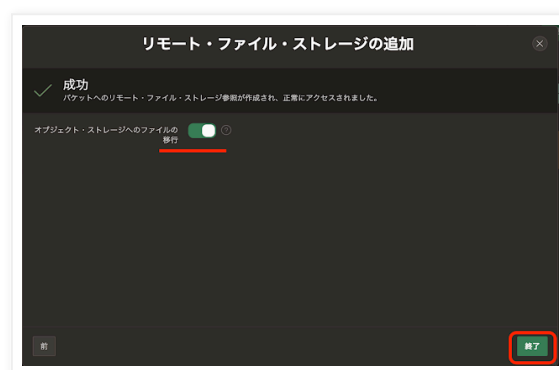 リモート・ファイル・ストレージの追加
成功
バケットへのリモート・ファイル・ストレージ参照が作成され、正常にアクセスされました。
オブジェクト・ストレージへのファイルの
移行
前
終了